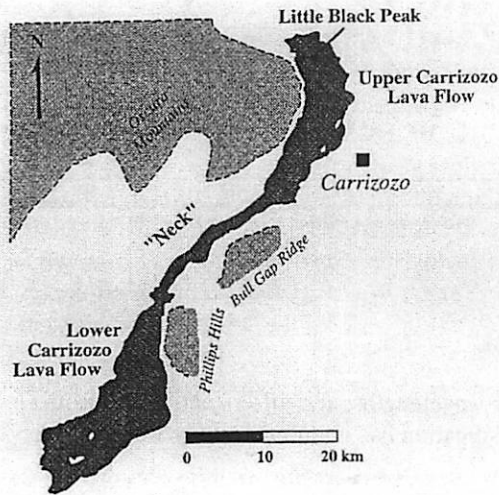 Little Black Peak
N
Upper Carrizozo
Lava Flow
Oscura
Mountains
Carrizozo
"Neck"
Bull Gap Ridge
Phillips Hills
Lower
Carrizozo
Lava Flow
0 10 20 km